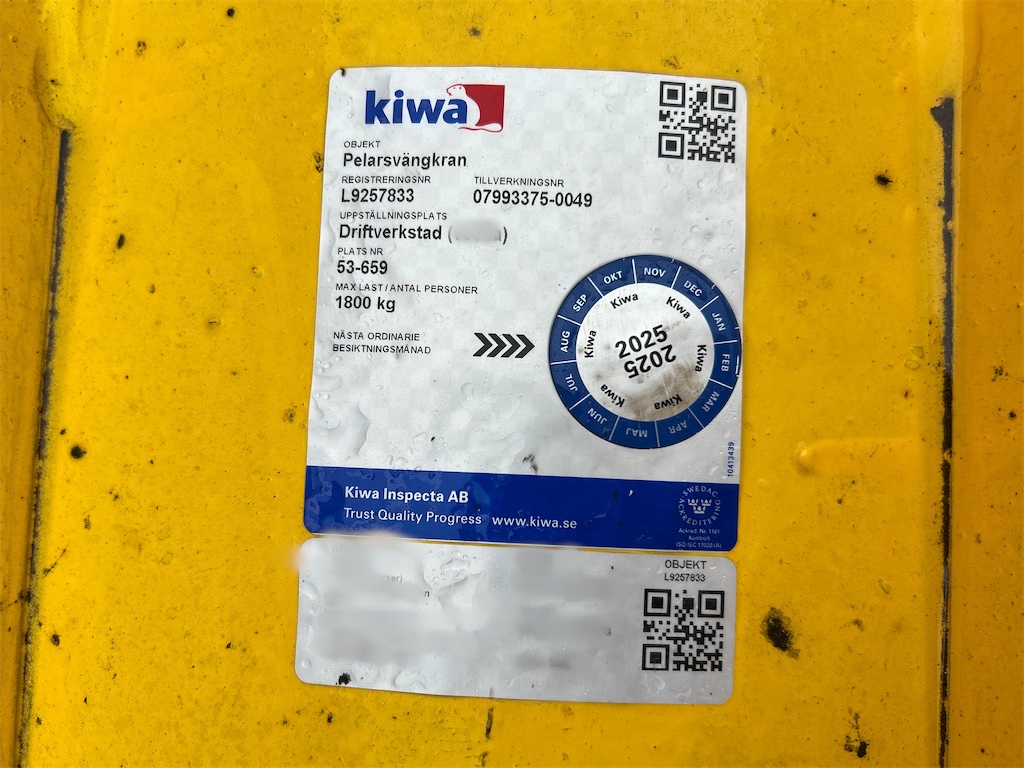 kiwa
OBJEKT
Pelarsvängkran
REGISTRERINGSNR TILLVERKNINGSNR
L9257833 07993375-0049
UPPSTÄLLNINGSPLATS
Driftverkstad
PLATS NR
53-659
MAX LAST / ANTAL PERSONER
1800 kg
NÄSTA ORDINARIE
BESIKTNINGSMÅNAD
JAN
FEB
MAR
APR
MAJ
JUN
JUL
AUG
SEP
OKT
NOV
DEC
Kiwa
Kiwa
Kiwa
Kiwa
Kiwa
Kiwa
2025
2025
10413439
Kiwa Inspecta AB
Trust Quality Progress www.kiwa.se
SWEDAC
ACKREDITERING
Ackred. Nr. 1181
Kontroll
ISO/IEC 17020 (A)
OBJEKT
L9257833